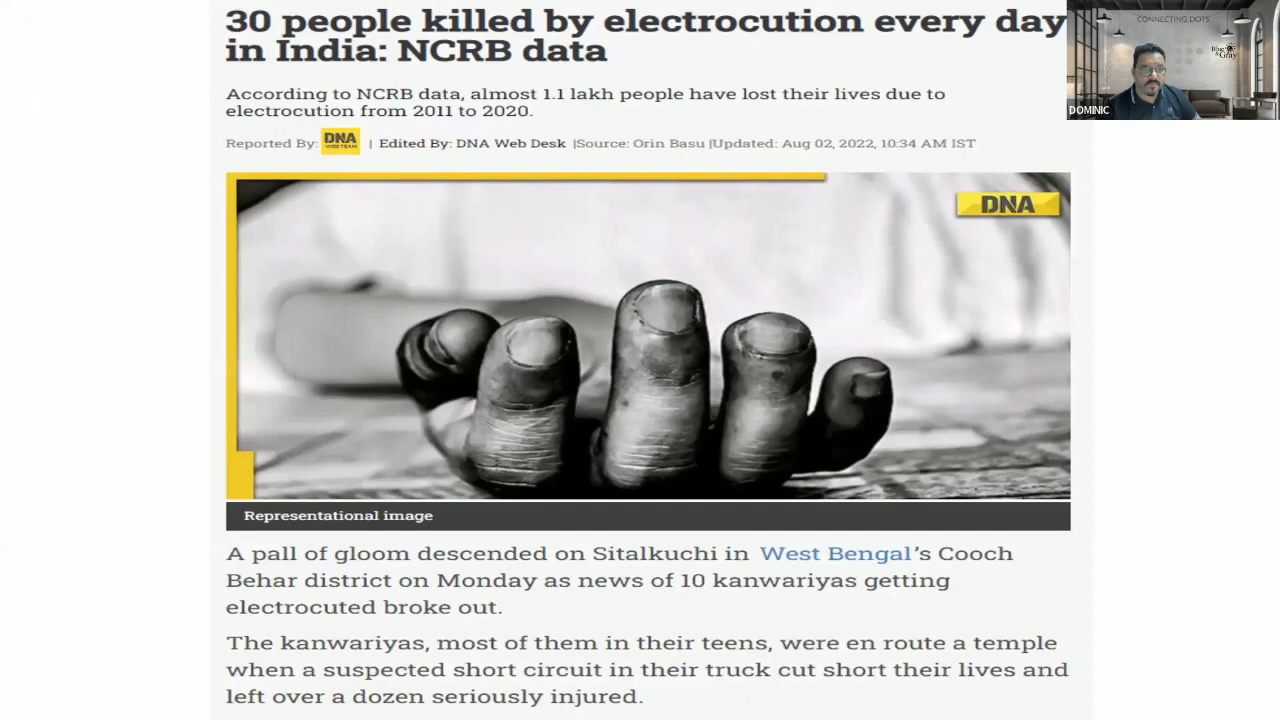 30 people killed by electrocution every day
in India: NCRB data
According to NCRB data, almost 1.1 lakh people have lost their lives due to
electrocution from 2011 to 2020.
Reported By: DNA WEB TEAM | Edited By: DNA Web Desk |Source: Orin Basu |Updated: Aug 02, 2022, 10:34 AM IST
CONNECTING DOTS
Blue & Gray
DOMINIC
DNA
Representational image
A pall of gloom descended on Sitalkuchi in West Bengal's Cooch
Behar district on Monday as news of 10 kanwariyas getting
electrocuted broke out.
The kanwariyas, most of them in their teens, were en route a temple
when a suspected short circuit in their truck cut short their lives and
left over a dozen seriously injured.